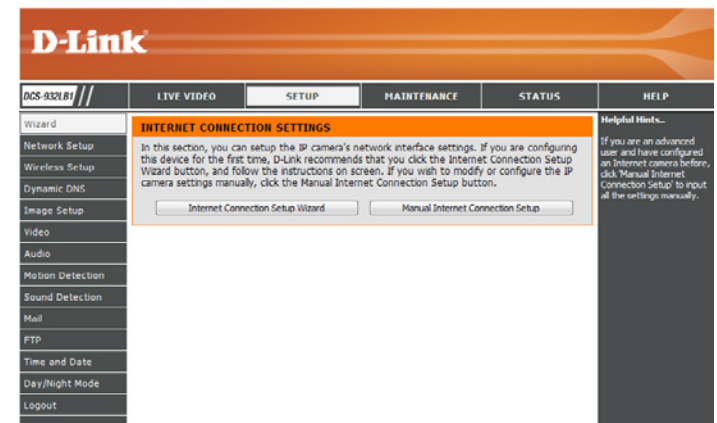 D-Link
DCS-932LB1 //
LIVE VIDEO
SETUP
MAINTENANCE
STATUS
HELP
Wizard
Network Setup
Wireless Setup
Dynamic DNS
Image Setup
Video
Audio
Motion Detection
Sound Detection
Mail
FTP
Time and Date
Day/Night Mode
Logout
INTERNET CONNECTION SETTINGS
In this section, you can setup the IP camera's network interface settings. If you are configuring
this device for the first time, D-Link recommends that you click the Internet Connection Setup
Wizard button, and follow the instructions on screen. If you wish to modify or configure the IP
camera settings manually, click the Manual Internet Connection Setup button.
Internet Connection Setup Wizard
Manual Internet Connection Setup
Helpful Hints..
If you are an advanced
user and have configured
an Internet camera before,
click 'Manual Internet
Connection Setup' to input
all the settings manually.